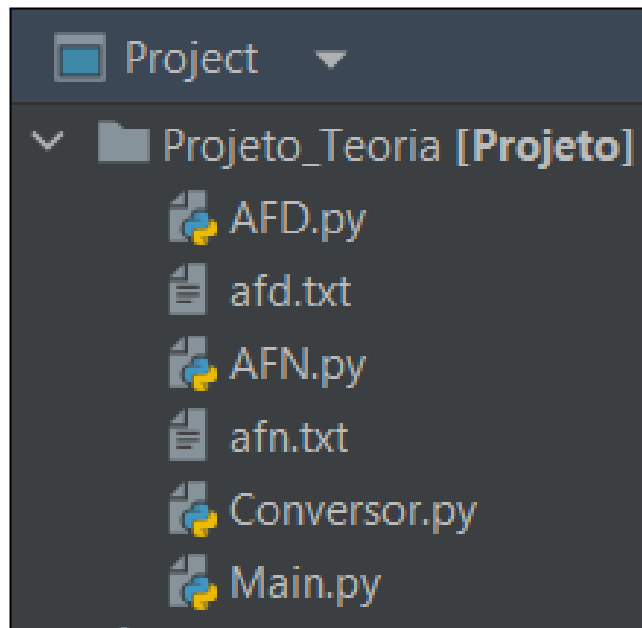 Project
Projeto_Teoria [Projeto]
AFD.py
afd.txt
AFN.py
afn.txt
Conversor.py
Main.py